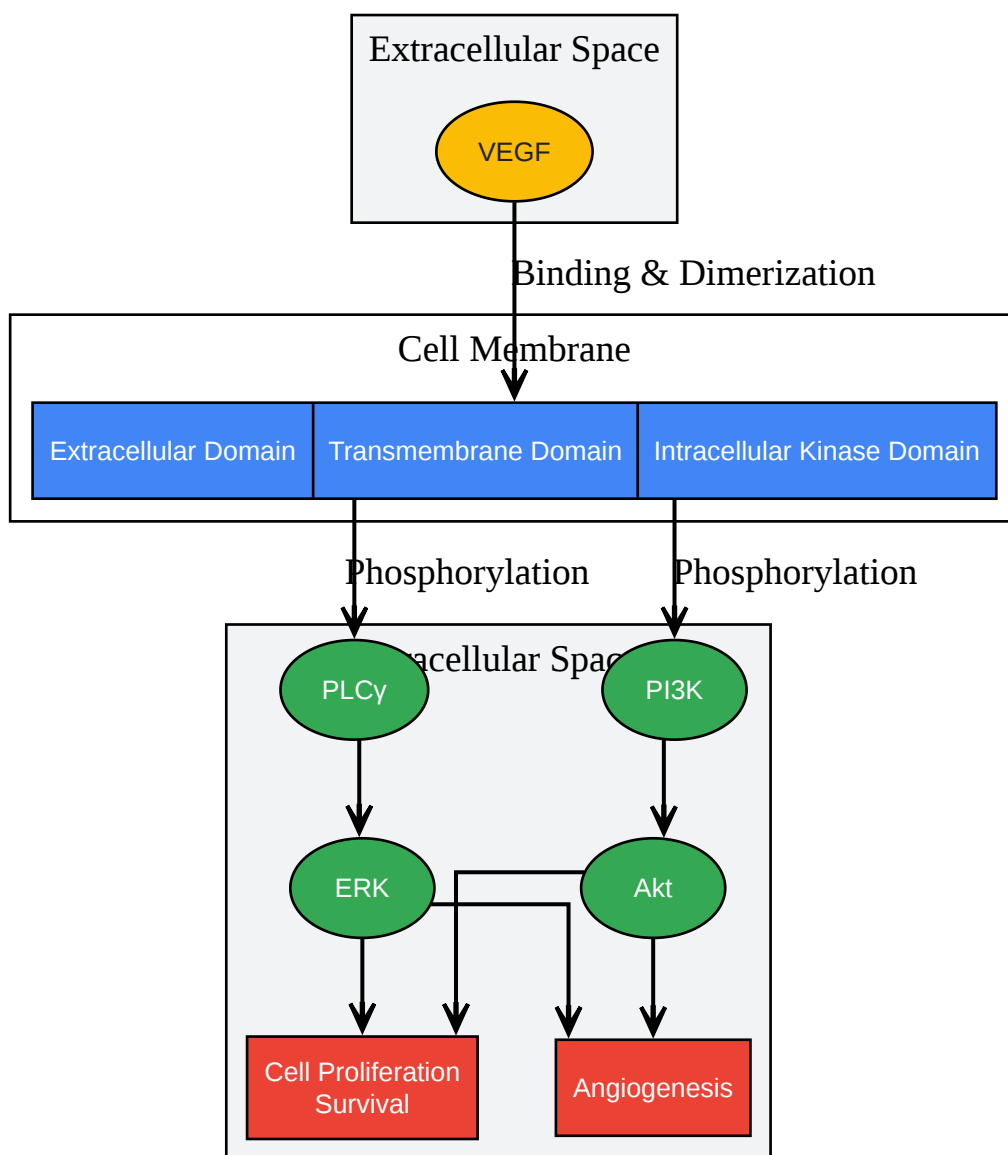 Extracellular Space
VEGF
Binding & Dimerization
Cell Membrane
Extracellular Domain
Transmembrane Domain
Intracellular Kinase Domain
Phosphorylation
Phosphorylation
PLCγ
PI3K
ERK
Akt
Cell Proliferation
Survival
Angiogenesis